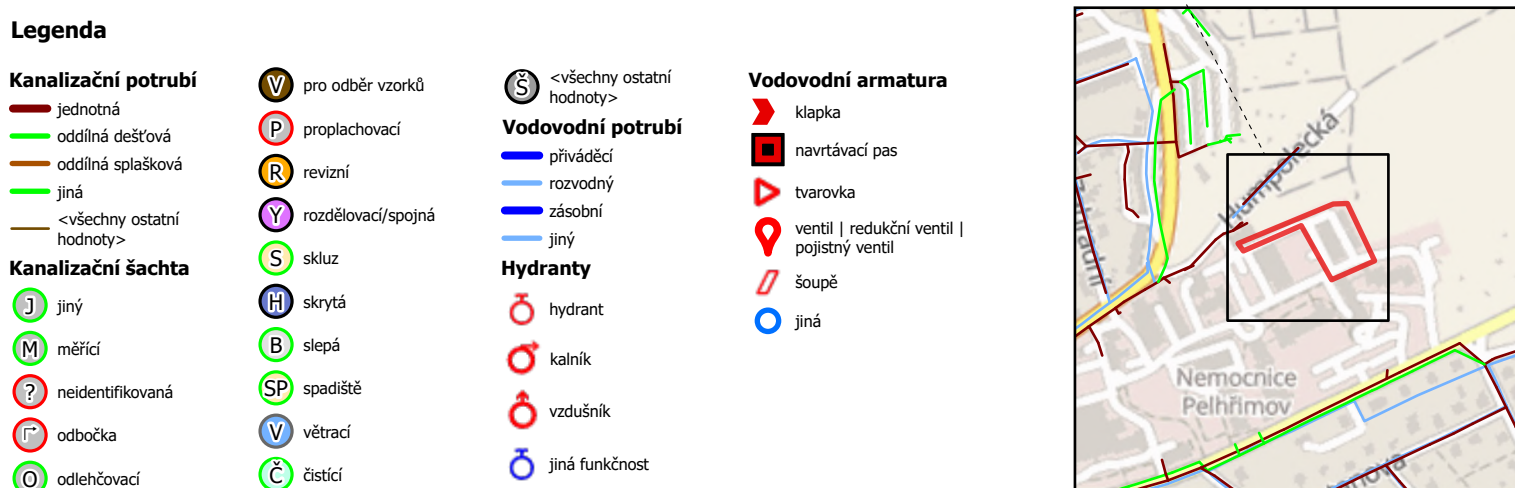 Legenda
Kanalizační potrubí
jednotná
oddílná dešťová
oddílná splašková
jiná
<všechny ostatní
hodnoty>
Kanalizační šachta
J jiný
M měřící
? neidentifikovaná
odbočka
O odlehčovací
V pro odběr vzorků
P proplachovací
R revizní
Y rozdělovací/spojná
S skluz
H skrytá
B slepá
SP spadiště
V větrací
Č čistící
Š <všechny ostatní
hodnoty>
Vodovodní potrubí
přiváděcí
rozvodný
zásobní
jiný
Hydranty
hydrant
kalník
vzdušník
jiná funkčnost
Vodovodní armatura
klapka
navrtávací pas
tvarovka
ventil | redukční ventil |
pojistný ventil
šoupě
jiná
Humpolecká
Nemocnice
Pelhřimov